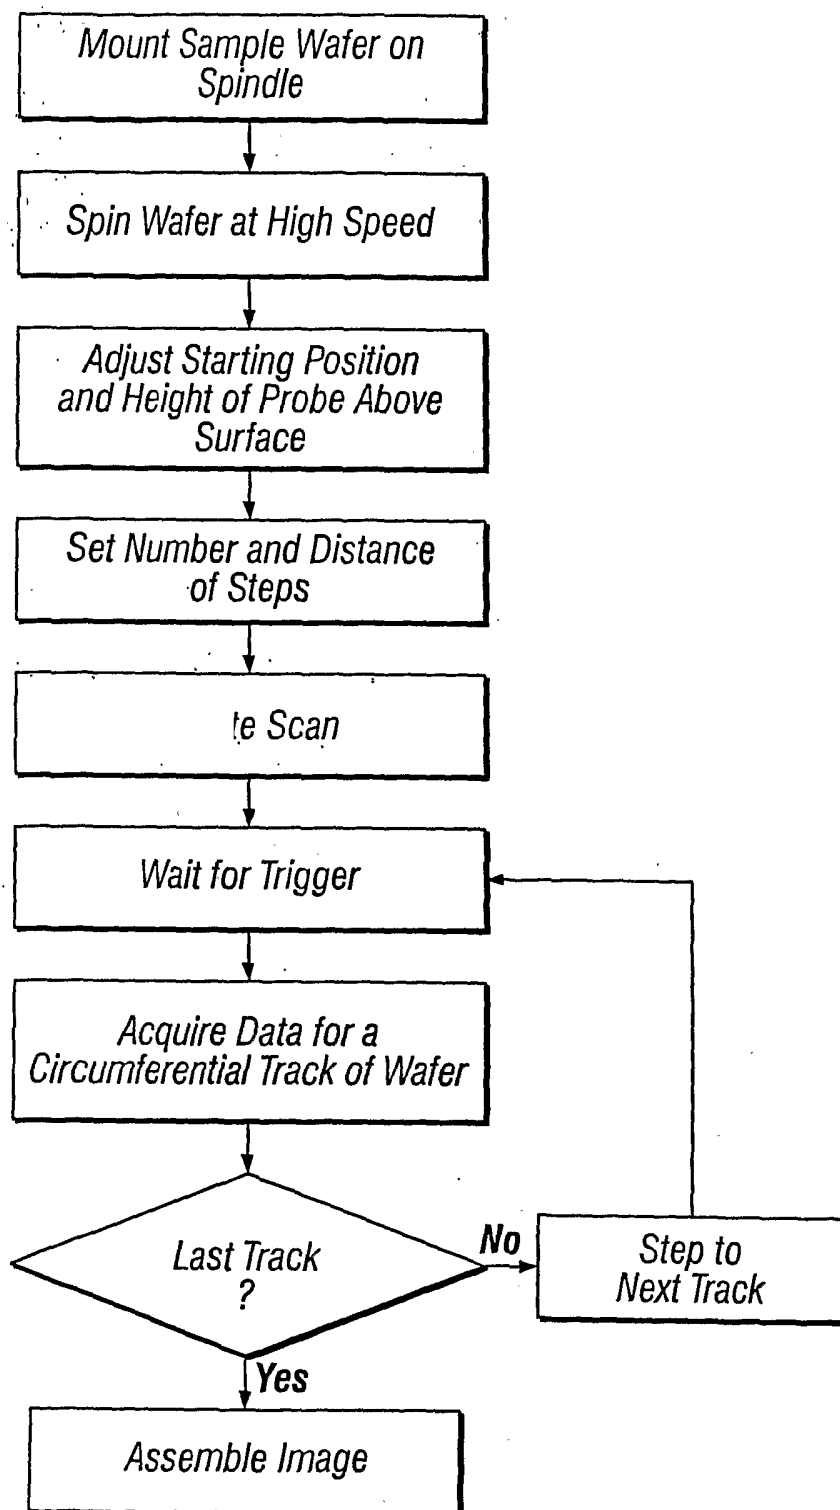 Mount Sample Wafer on
Spindle
Spin Wafer at High Speed
Adjust Starting Position
and Height of Probe Above
Surface
Set Number and Distance
of Steps
te Scan
Wait for Trigger
Acquire Data for a
Circumferential Track of Wafer
Last Track
?
No
Step to
Next Track
Yes
Assemble Image